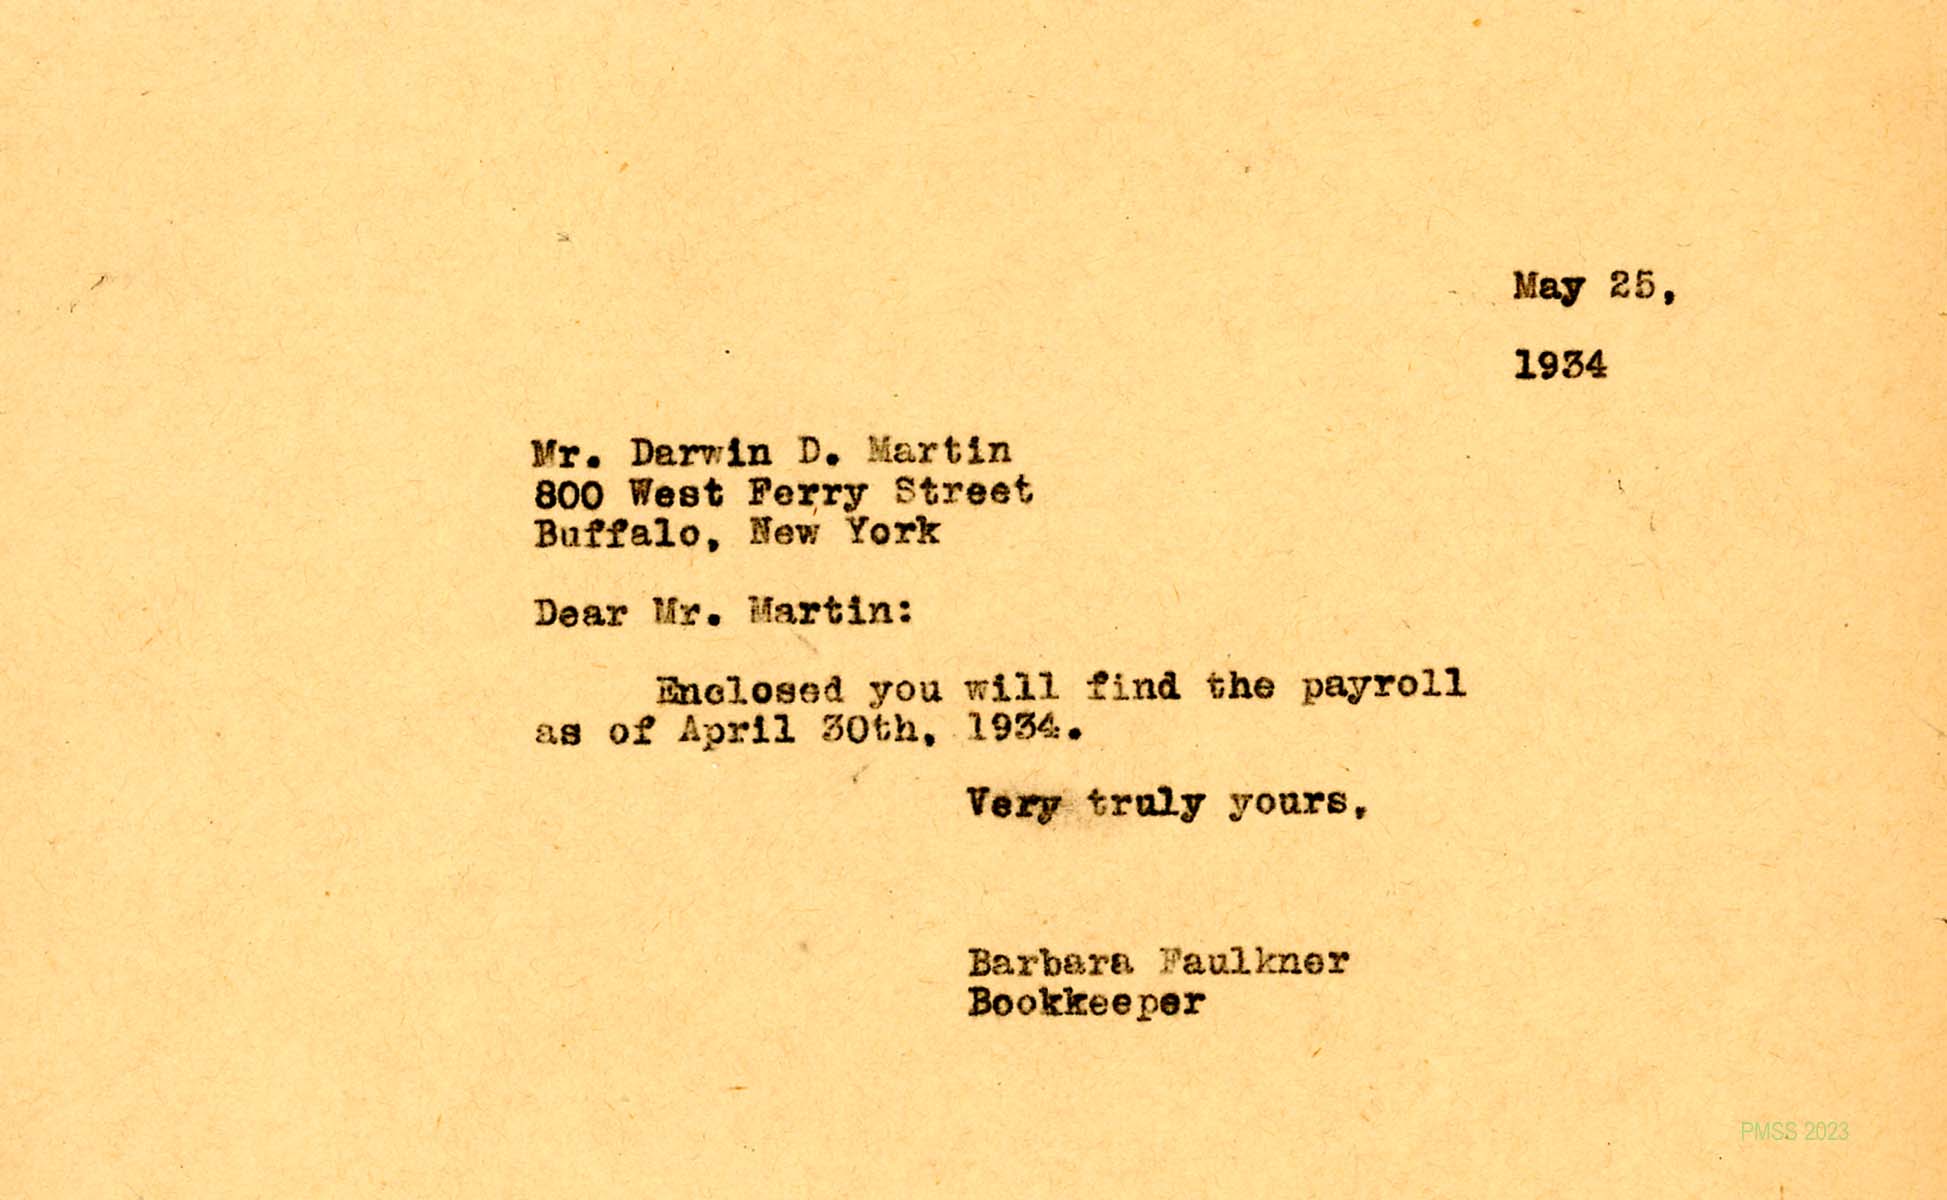 May 25,
1934
Mr. Darwin D. Martin
800 West Ferry Street
Buffalo, New York
Dear Mr. Martin:
Enclosed you will find the payroll
as of April 30th, 1934.
Very truly yours,
Barbara Faulkner
Bookkeeper
PMSS 2023